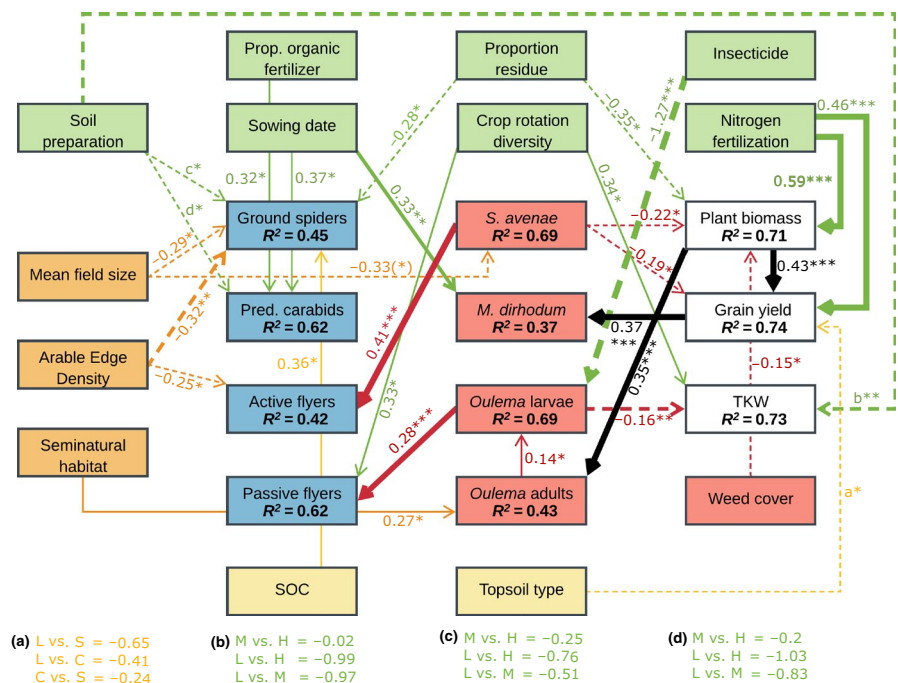 Prop. organic
fertilizer
Proportion
residue
Insecticide
Soil
preparation
Sowing date
Crop rotation
diversity
Nitrogen
fertilization
0.46***
–0.28*
–0.35*
–1.27***
c*
d*
0.32*
0.37*
0.33**
0.34*
0.59***
Ground spiders
R² = 0.45
S. avenae
R² = 0.69
–0.22*
Plant biomass
R² = 0.71
–0.29*
Mean field size
–0.33(*)
–0.19*
0.43***
–0.32**
Pred. carabids
R² = 0.62
M. dirhodum
R² = 0.37
Grain yield
R² = 0.74
0.41***
0.37
***
0.35***
Arable Edge
Density
–0.25*
0.36*
–0.15*
Active flyers
R² = 0.42
0.33*
Oulema larvae
R² = 0.69
–0.16**
TKW
R² = 0.73
b**
Seminatural
habitat
0.28***
0.14*
Passive flyers
R² = 0.62
0.27*
Oulema adults
R² = 0.43
Weed cover
a*
SOC
Topsoil type
(a) L vs. S = –0.65
L vs. C = –0.41
C vs. S = –0.24
(b) M vs. H = –0.02
L vs. H = –0.99
L vs. M = –0.97
(c) M vs. H = –0.25
L vs. H = –0.76
L vs. M = –0.51
(d) M vs. H = –0.2
L vs. H = –1.03
L vs. M = –0.83